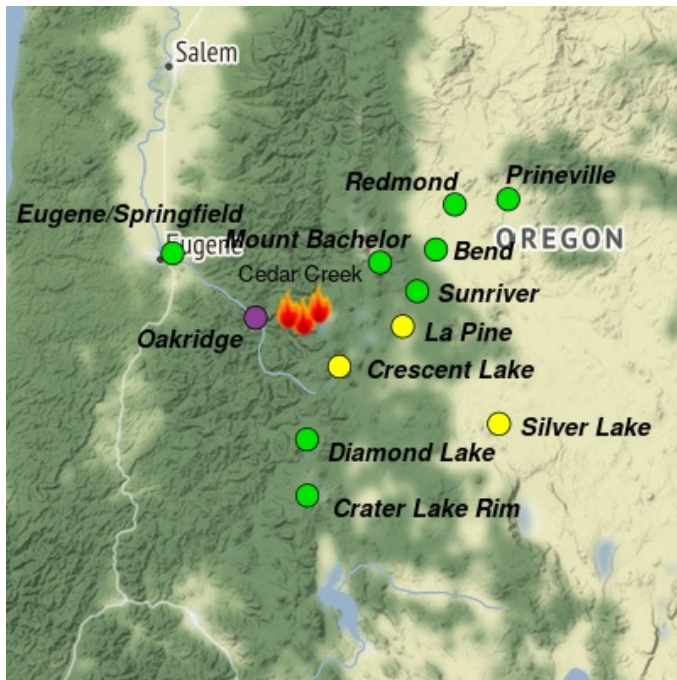 Salem
Redmond
Prineville
Eugene/Springfield
Eugene
Mount Bachelor
OREGON
Bend
Cedar Creek
Sunriver
Oakridge
La Pine
Crescent Lake
Silver Lake
Diamond Lake
Crater Lake Rim